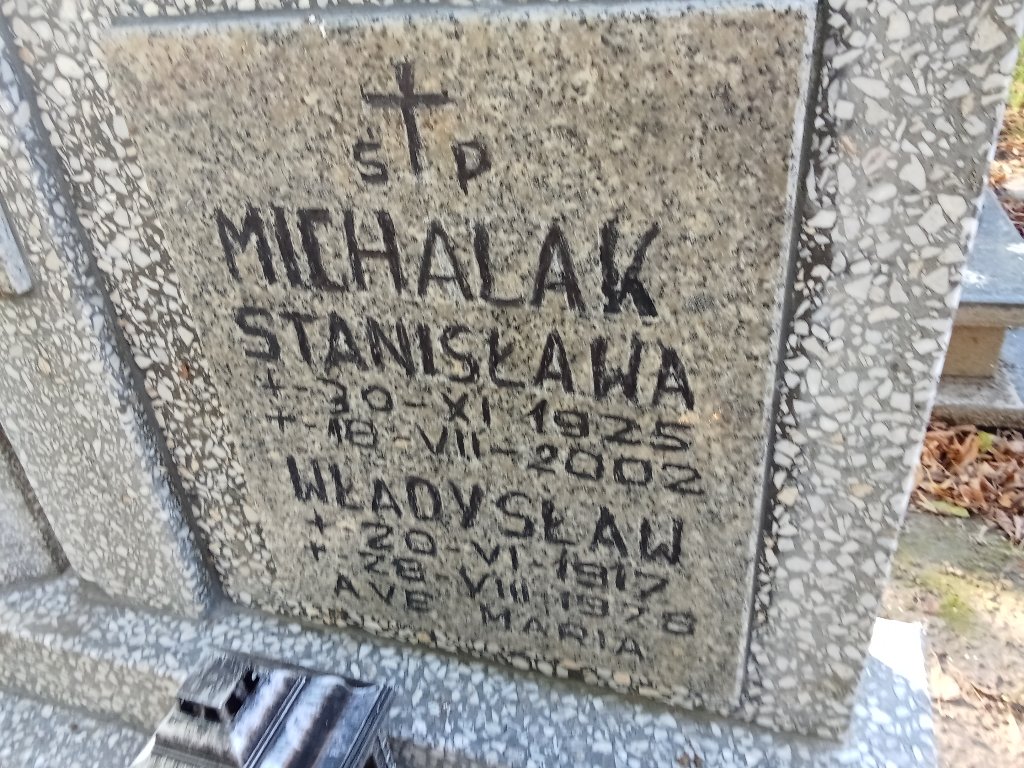 Ś P
MICHALAK
STANISŁAWA
+ 30-XI 1925
+ 18-VII-2002
WŁADYSŁAW
+ 20-VI-1917
+ 28-VIII 1978
AVE MARIA